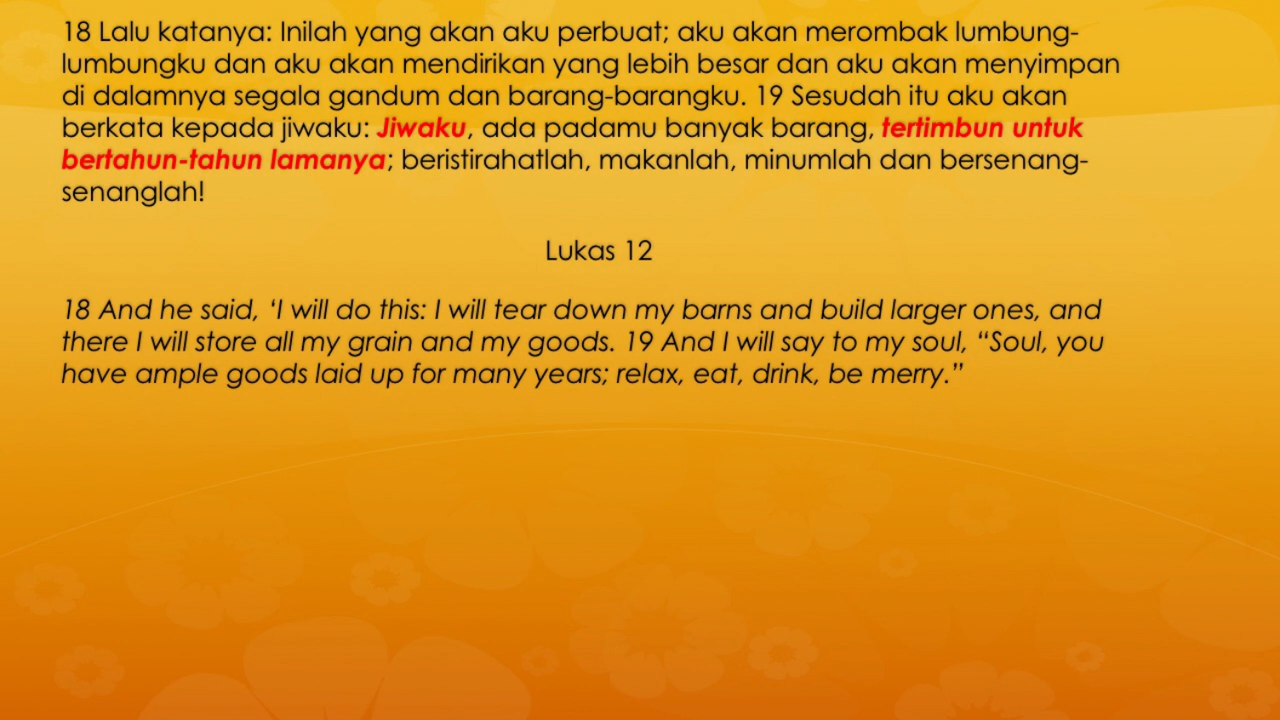 18 Lalu katanya: Inilah yang akan aku perbuat; aku akan merombak lumbung-
lumbungku dan aku akan mendirikan yang lebih besar dan aku akan menyimpan
di dalamnya segala gandum dan barang-barangku. 19 Sesudah itu aku akan
berkata kepada jiwaku: Jiwaku, ada padamu banyak barang, tertimbun untuk
bertahun-tahun lamanya; beristirahatlah, makanlah, minumlah dan bersenang-
senanglah!
Lukas 12
18 And he said, ‘I will do this: I will tear down my barns and build larger ones, and
there I will store all my grain and my goods. 19 And I will say to my soul, “Soul, you
have ample goods laid up for many years; relax, eat, drink, be merry.”